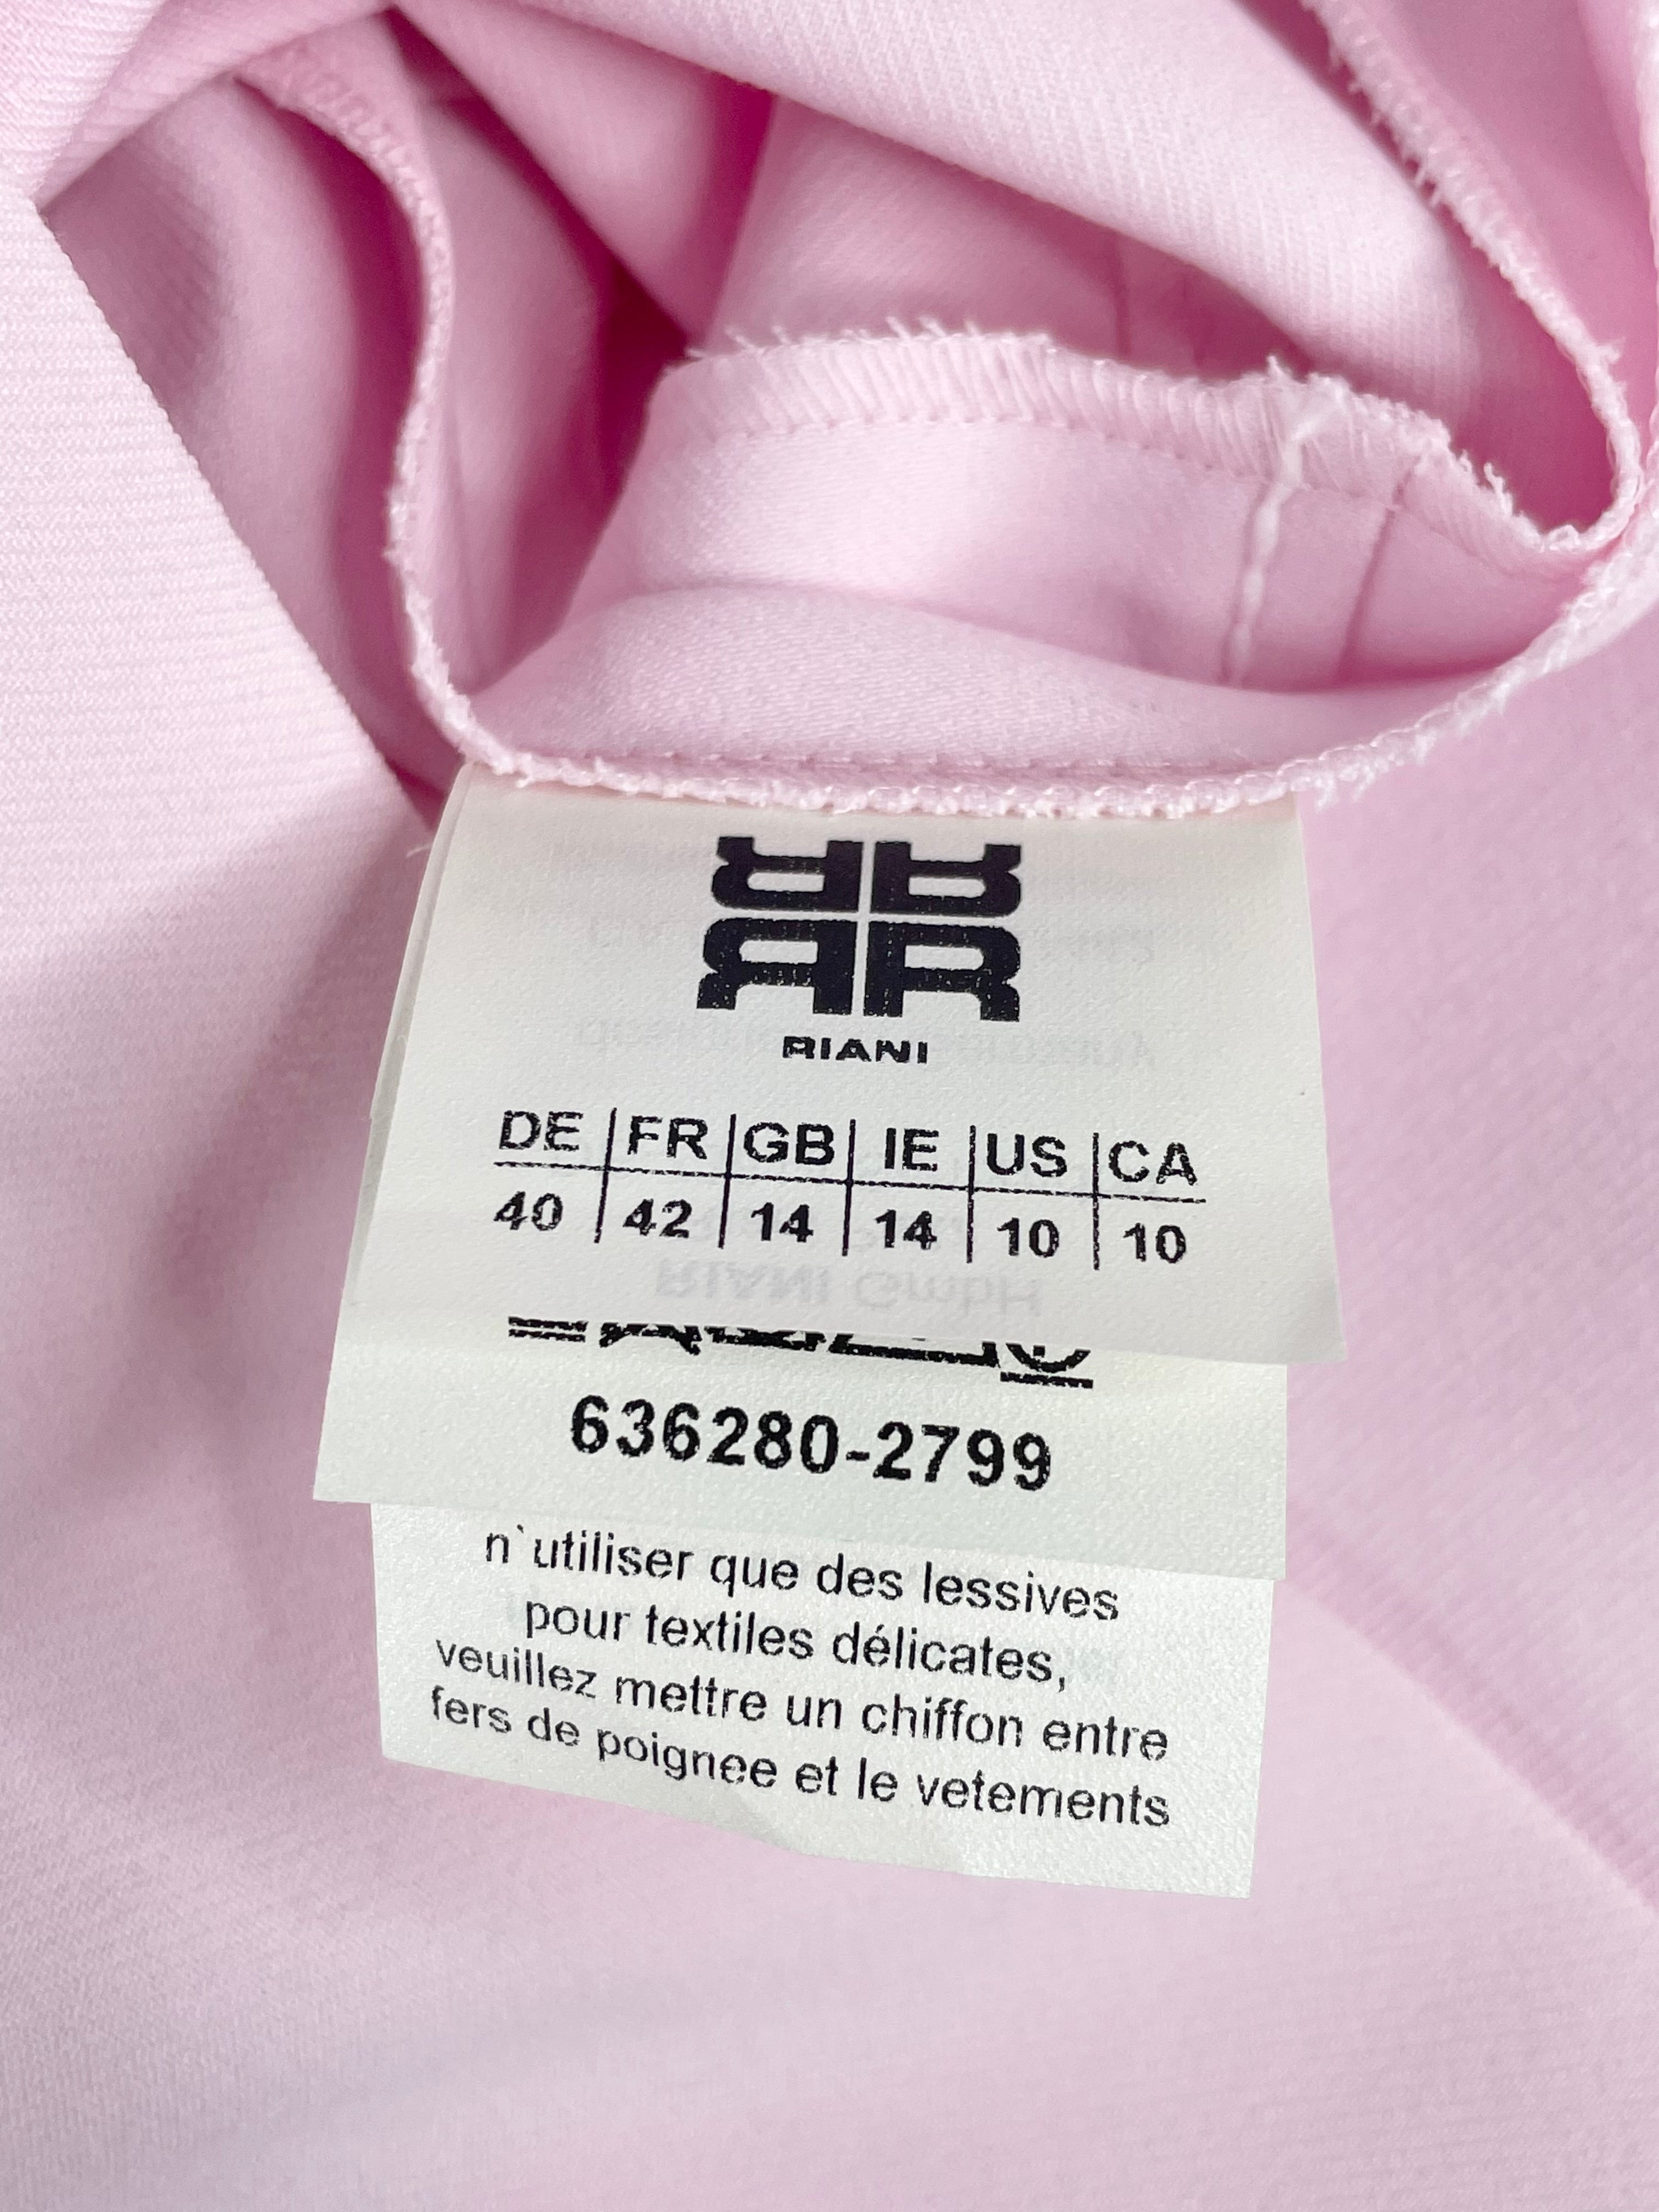 RIANI
DE FR GB IE US CA
40 42 14 14 10 10
636280-2799
n`utiliser que des lessives
pour textiles délicates,
veuillez mettre un chiffon entre
fers de poignee et le vetements